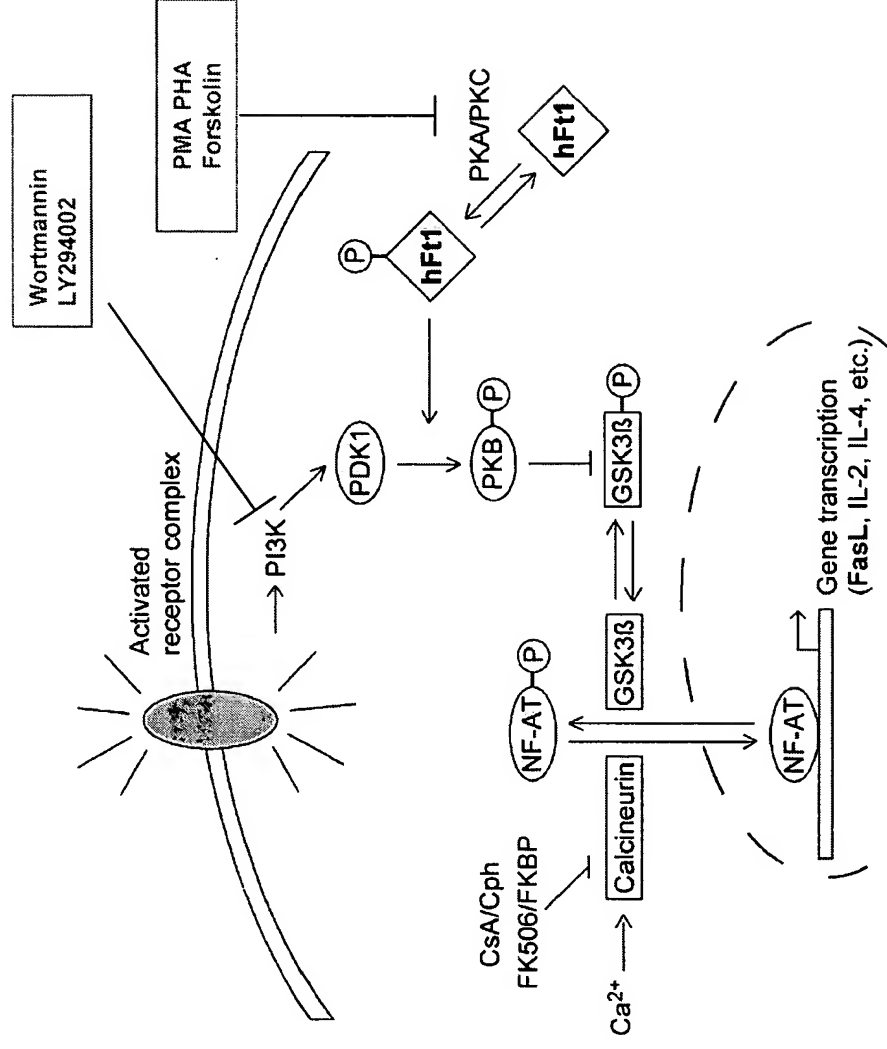 Wortmannin
LY294002
PMA PHA
Forskolin
Activated
receptor complex
PI3K
PDK1
P
hFt1
PKA/PKC
hFt1
PKB
P
CsA/Cph
FK506/FKBP
NF-AT
P
Ca2+
Calcineurin
GSK3ß
GSK3ß
P
NF-AT
Gene transcription
(FasL, IL-2, IL-4, etc.)